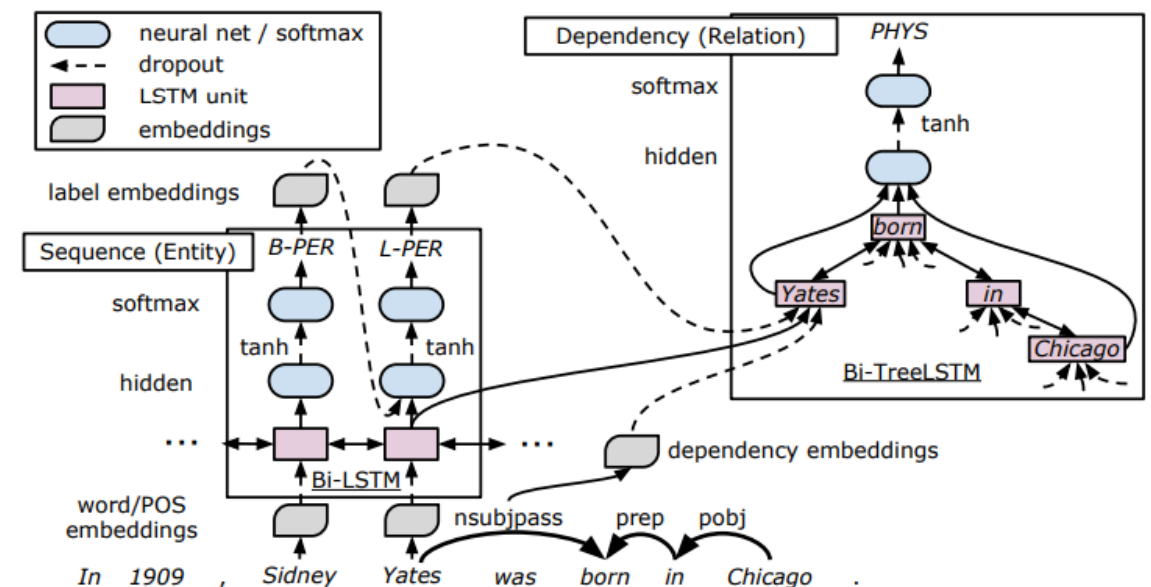 neural net / softmax
dropout
LSTM unit
embeddings
Dependency (Relation)
PHYS
softmax
tanh
hidden
born
Yates
in
Chicago
Bi-TreeLSTM
label embeddings
Sequence (Entity)
B-PER
L-PER
softmax
tanh
tanh
hidden
...
...
Bi-LSTM
dependency embeddings
word/POS
embeddings
nsubjpass
prep
pobj
In 1909 , Sidney Yates was born in Chicago .